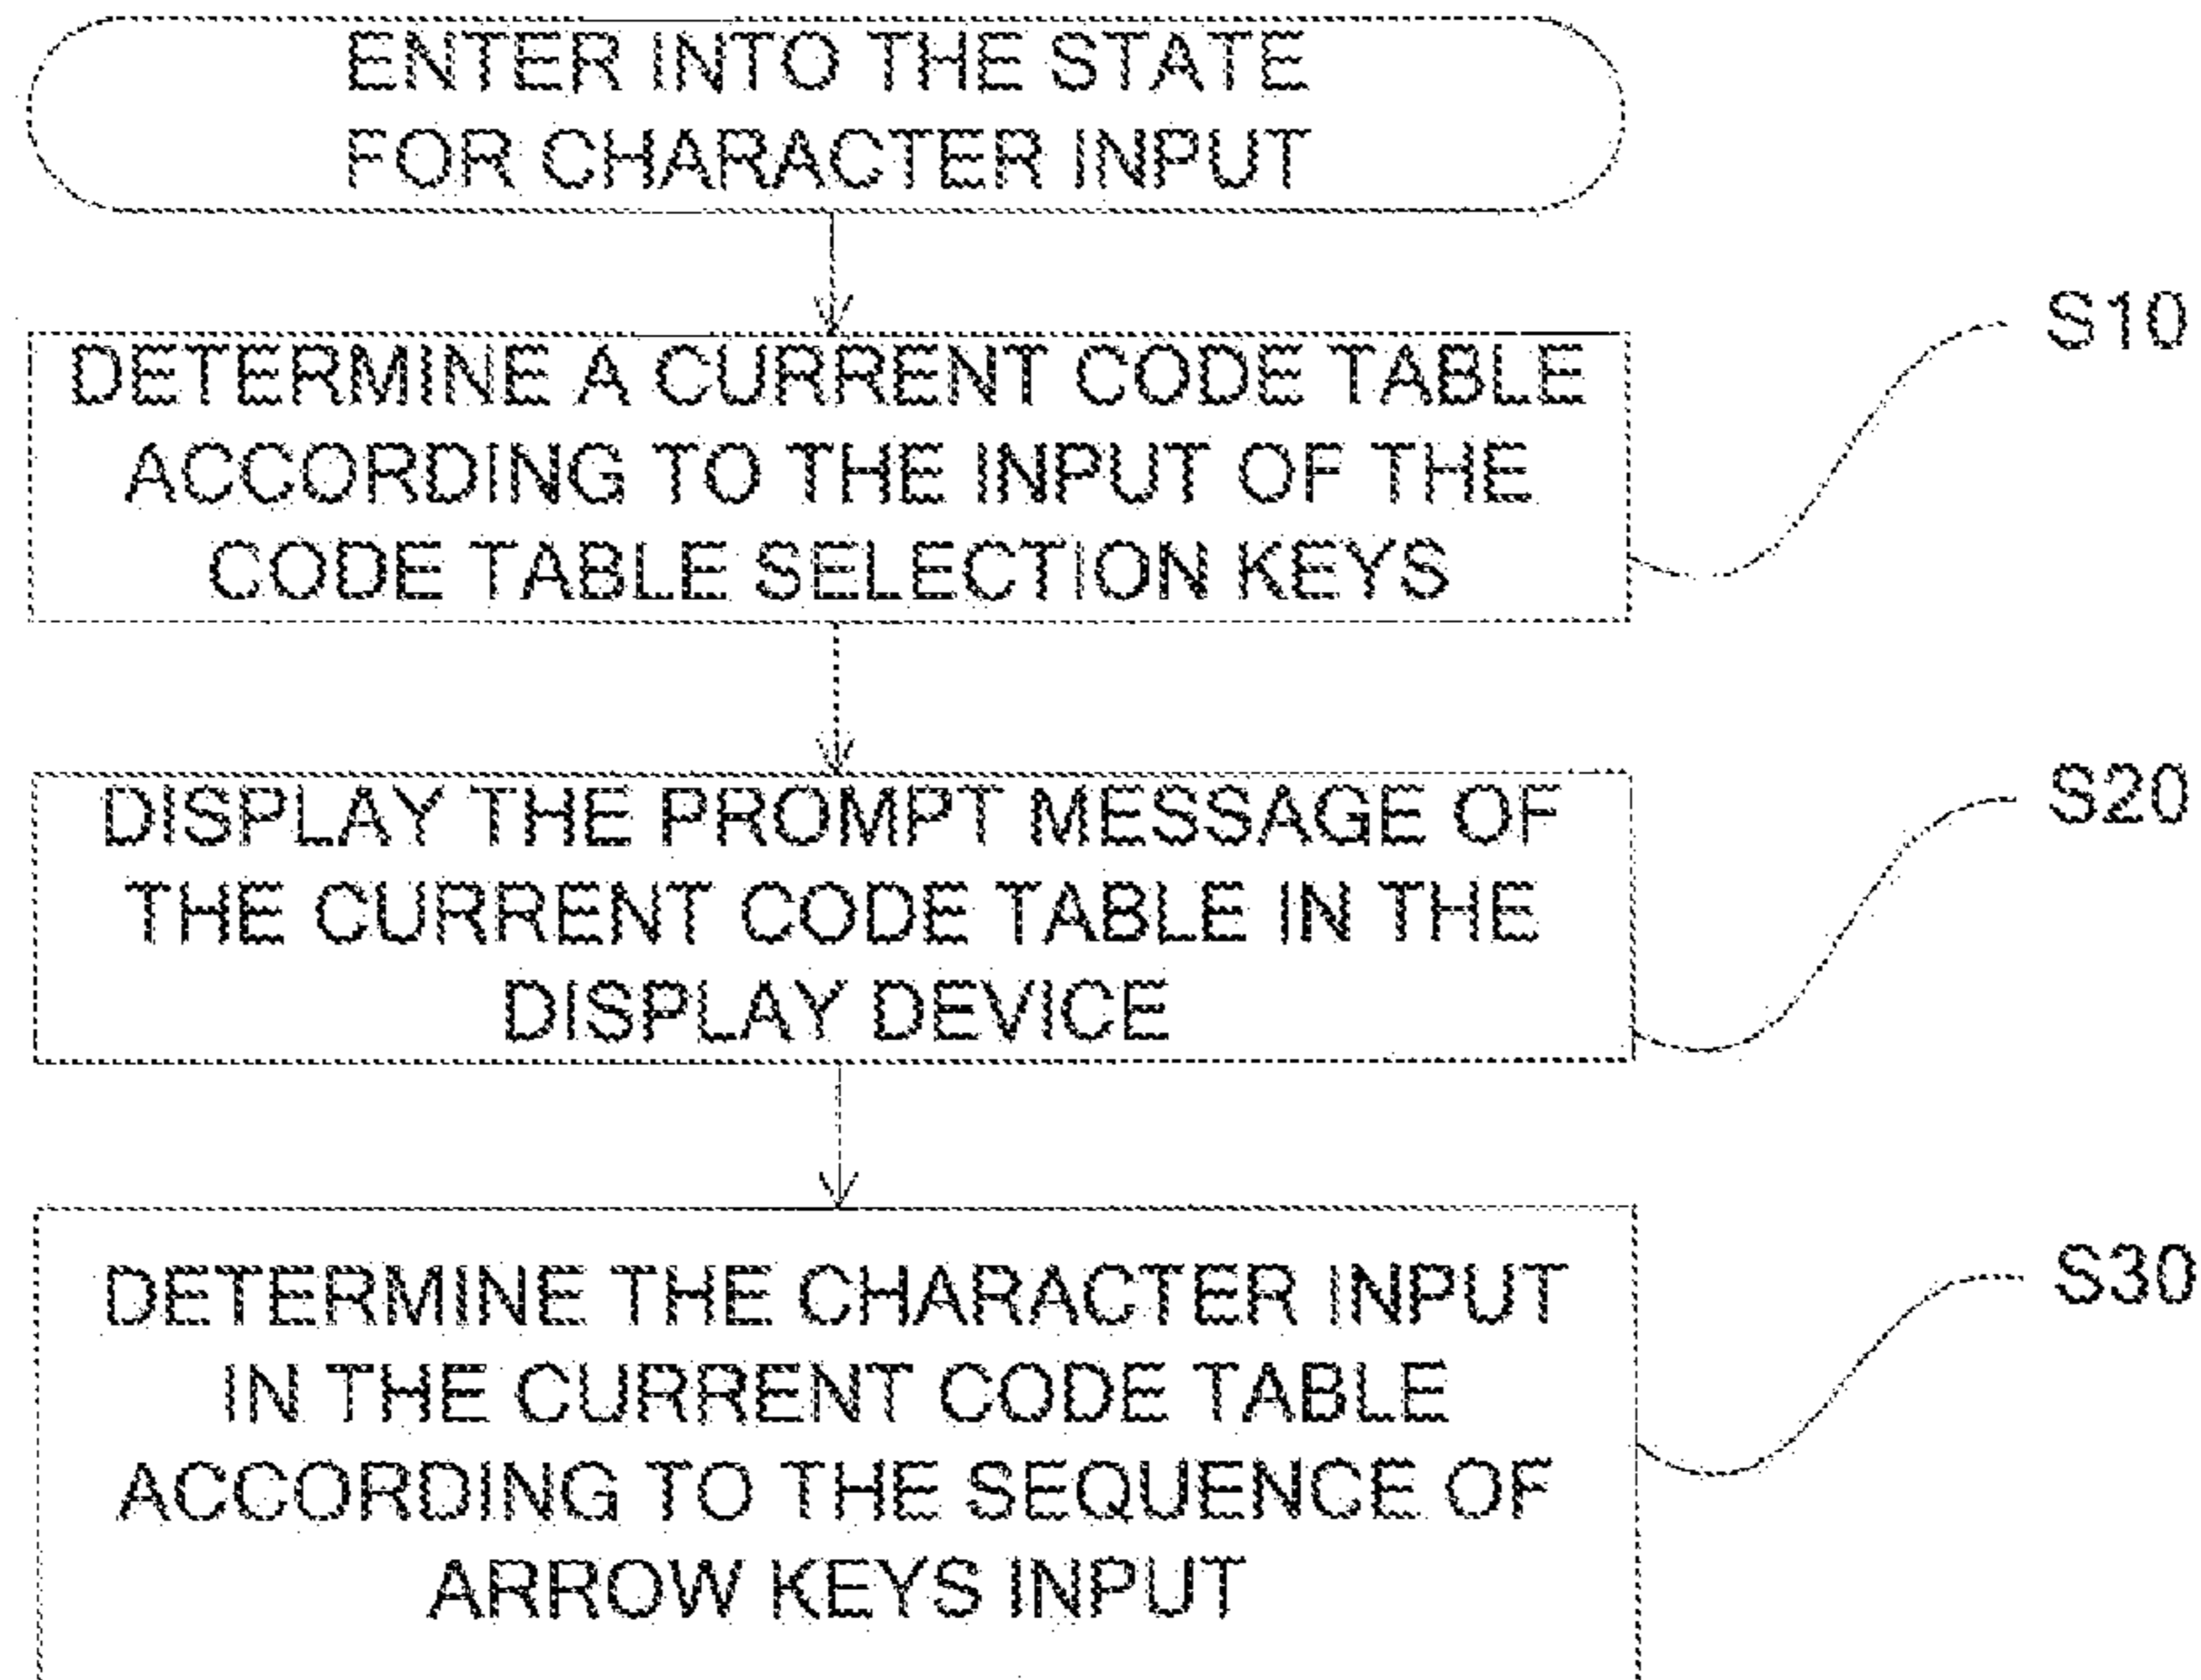 ENTER INTO THE STATE
FOR CHARACTER INPUT
S10
DETERMINE A CURRENT CODE TABLE
ACCORDING TO THE INPUT OF THE
CODE TABLE SELECTION KEYS
S20
DISPLAY THE PROMPT MESSAGE OF
THE CURRENT CODE TABLE IN THE
DISPLAY DEVICE
S30
DETERMINE THE CHARACTER INPUT
IN THE CURRENT CODE TABLE
ACCORDING TO THE SEQUENCE OF
ARROW KEYS INPUT